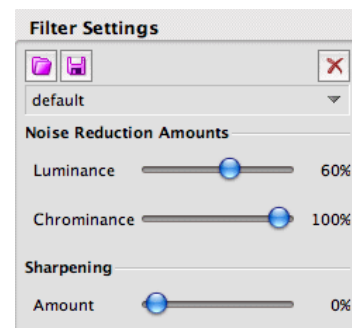 Filter Settings
default
Noise Reduction Amounts
Luminance 60%
Chrominance 100%
Sharpening
Amount 0%